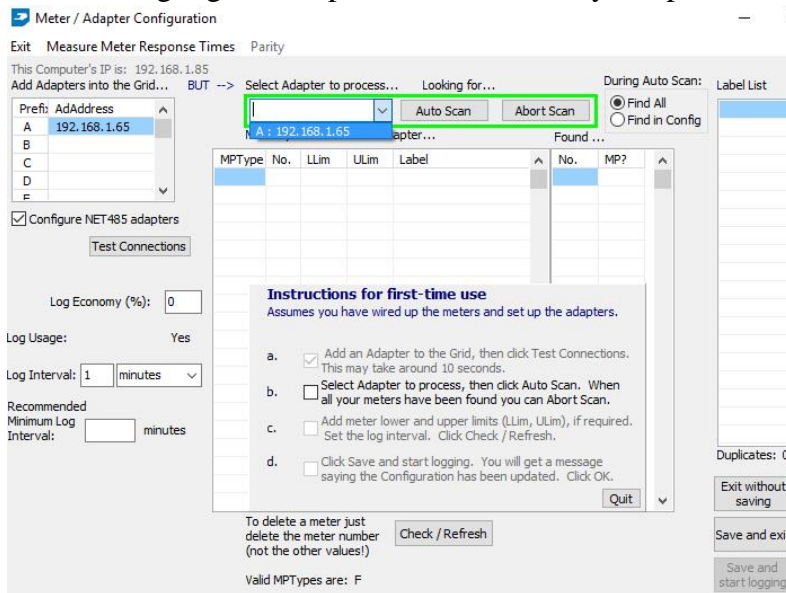 Meter / Adapter Configuration
Exit Measure Meter Response Times Parity
This Computer's IP is: 192.168.1.85
Add Adapters into the Grid... BUT --> Select Adapter to process... Looking for... During Auto Scan: Label List
Prefix AdAddress
A 192.168.1.65
B
C
D
E
Auto Scan Abort Scan
Find All
Find in Config
A : 192.168.1.65
apter... Found ...
MPType No. LLim ULim Label No. MP?
Configure NET485 adapters
Test Connections
Log Economy (%): 0
Log Usage: Yes
Log Interval: 1 minutes
Recommended
Minimum Log
Interval: minutes
Instructions for first-time use
Assumes you have wired up the meters and set up the adapters.
a. Add an Adapter to the Grid, then click Test Connections.
This may take around 10 seconds.
b. Select Adapter to process, then click Auto Scan. When
all your meters have been found you can Abort Scan.
c. Add meter lower and upper limits (LLim, ULim), if required.
Set the log interval. Click Check / Refresh.
d. Click Save and start logging. You will get a message
saying the Configuration has been updated. Click OK.
Quit
Duplicates: 0
Exit without
saving
Save and exi
Save and
start logging
To delete a meter just
delete the meter number
(not the other values!)
Check / Refresh
Valid MPTypes are: F